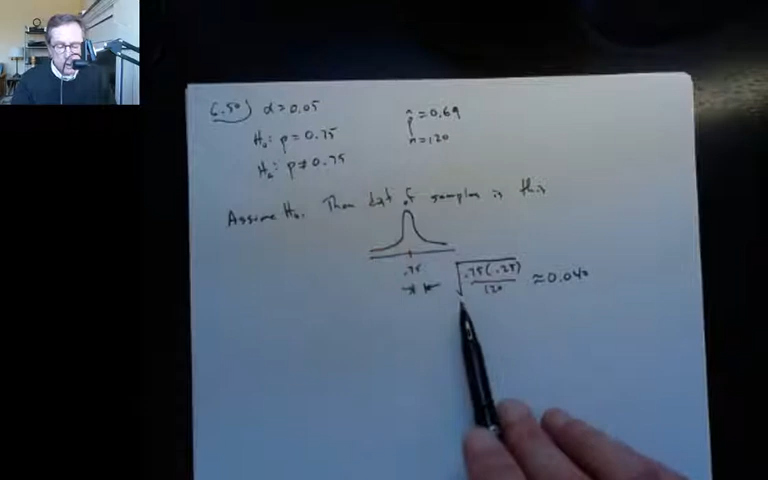 6.50) α = 0.05
p̂ = 0.69
H₀: p = 0.75
n = 120
Hₐ: p ≠ 0.75
Assume H₀. Then dist of samples is this
.75
√(.75(.25)/120) ≈ 0.040